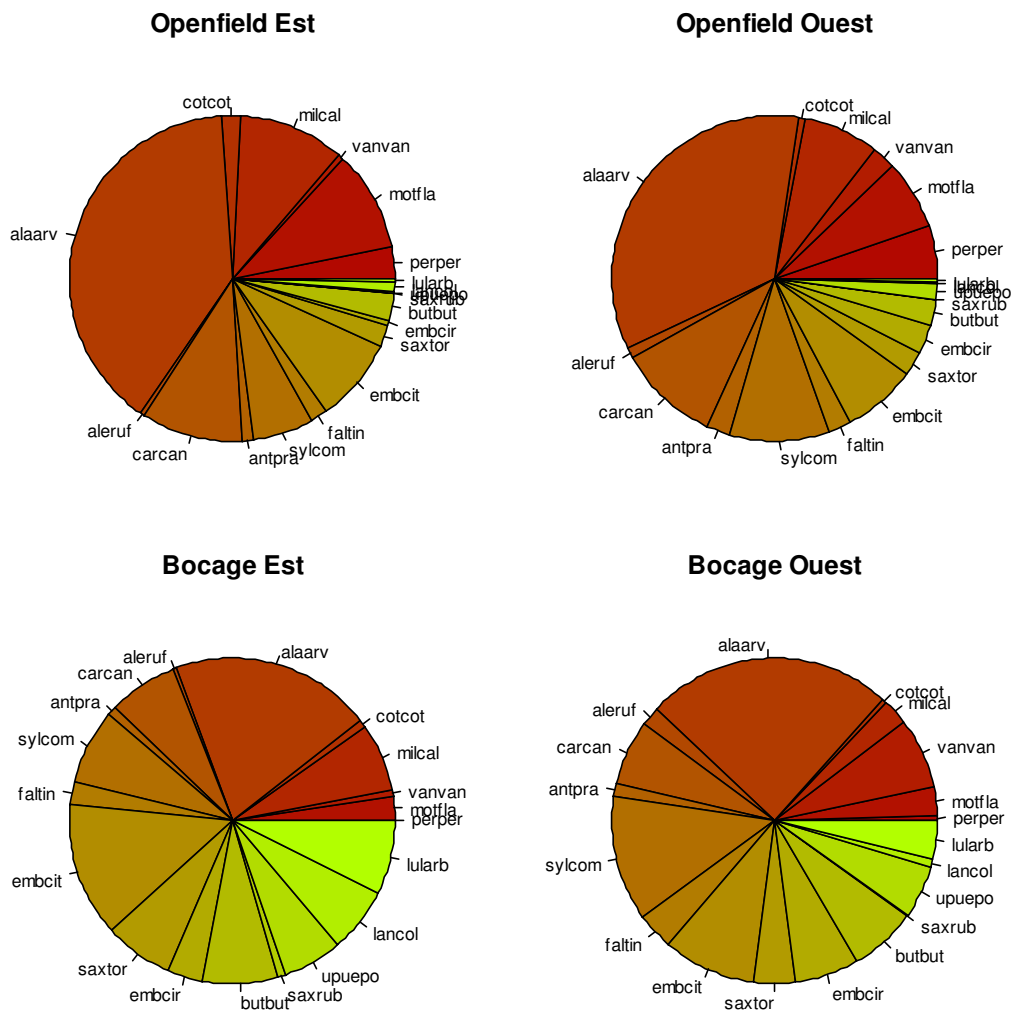 Openfield Est
cotcot
milcal
vanvan
motfla
alaarv
perper
lularb
upuepo
saxrub
butbut
embcir
saxtor
embcit
aleruf
faltin
carcan
sylcom
antpra
Openfield Ouest
cotcot
milcal
vanvan
alaarv
motfla
perper
lularb
lancol
upuepo
saxrub
butbut
embcir
aleruf
saxtor
carcan
embcit
antpra
faltin
sylcom
Bocage Est
aleruf
alaarv
carcan
antpra
cotcot
sylcom
milcal
faltin
vanvan
motfla
perper
embcit
lularb
lancol
saxtor
upuepo
embcir
saxrub
butbut
Bocage Ouest
alaarv
cotcot
aleruf
milcal
carcan
vanvan
antpra
motfla
perper
lularb
sylcom
lancol
upuepo
saxrub
faltin
butbut
embcit
embcir
saxtor